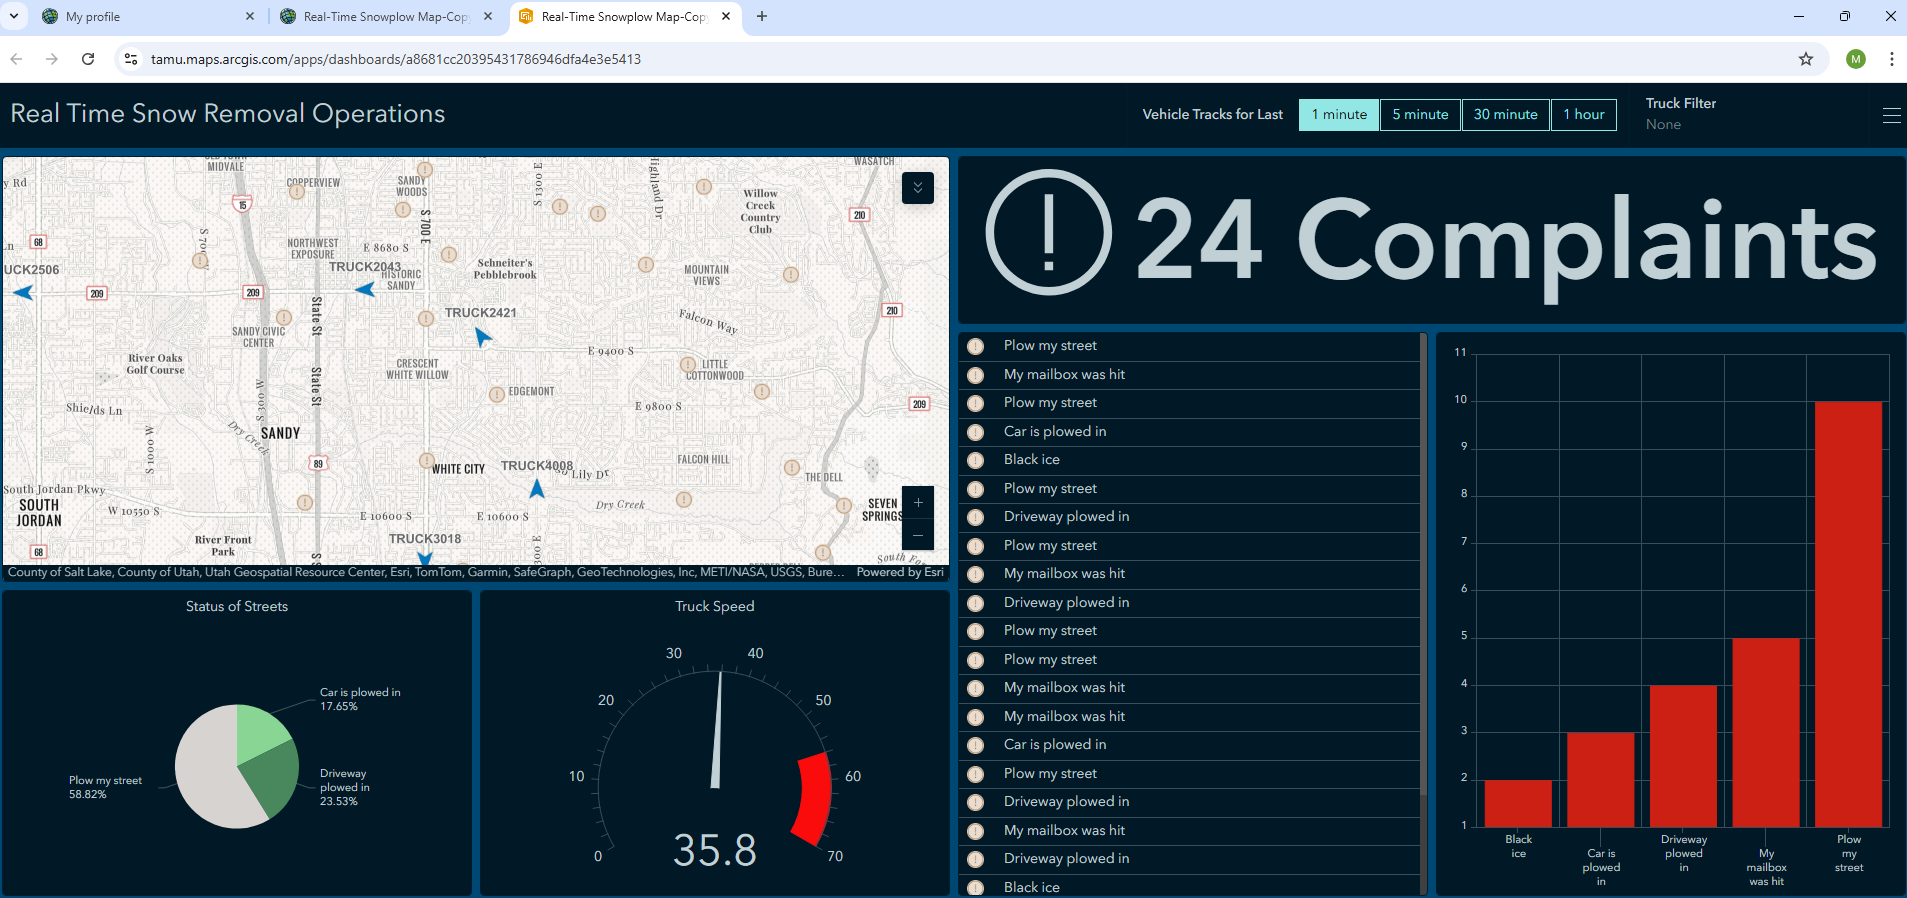 My profile
Real-Time Snowplow Map-Cop
Real-Time Snowplow Map-Cop
tamu.maps.arcgis.com/apps/dashboards/a8681cc20395431786946dfa4e3e5413
M
Real Time Snow Removal Operations
Vehicle Tracks for Last
1 minute
5 minute
30 minute
1 hour
Truck Filter
None
MIDVALE
COPPERVIEW
SANDY
WOODS
S 1300 E
Highland Dr
WASATCH
Willow
Creek
Country
Club
15
S 700 E
210
68
NORTHWEST
EXPOSURE
E 8680 S
UCK2506
TRUCK2043
HISTORIC
SANDY
Schneiter's
Pebblebrook
MOUNTAIN
VIEWS
209
209
State St
TRUCK2421
Falcon Way
210
SANDY CIVIC
CENTER
River Oaks
Golf Course
CRESCENT
WHITE WILLOW
E 9400 S
LITTLE
COTTONWOOD
State St
EDGEMONT
S 300 W
Shields Ln
E 9800 S
209
Dry Creek
SANDY
S 1000 W
89
WHITE CITY
TRUCK4008
Lily Dr
FALCON HILL
THE DELL
South Jordan Pkwy
SOUTH
JORDAN
W 10550 S
E 10600 S
E 10600 S
Dry Creek
SEVEN
SPRINGS
River Front
Park
TRUCK3018
68
County of Salt Lake, County of Utah, Utah Geospatial Resource Center, Esri, TomTom, Garmin, SafeGraph, GeoTechnologies, Inc, METI/NASA, USGS, Bure...
Powered by Esri
24 Complaints
Plow my street
My mailbox was hit
Plow my street
Car is plowed in
Black ice
Plow my street
Driveway plowed in
Plow my street
My mailbox was hit
Driveway plowed in
Plow my street
Plow my street
My mailbox was hit
My mailbox was hit
Car is plowed in
Plow my street
Driveway plowed in
My mailbox was hit
Driveway plowed in
Black ice
11
10
9
8
7
6
5
4
3
2
1
Black
ice
Car is
plowed
in
Driveway
plowed
in
My
mailbox
was hit
Plow
my
street
Status of Streets
Car is plowed in
17.65%
Plow my street
58.82%
Driveway
plowed in
23.53%
Truck Speed
0
10
20
30
40
50
60
70
35.8